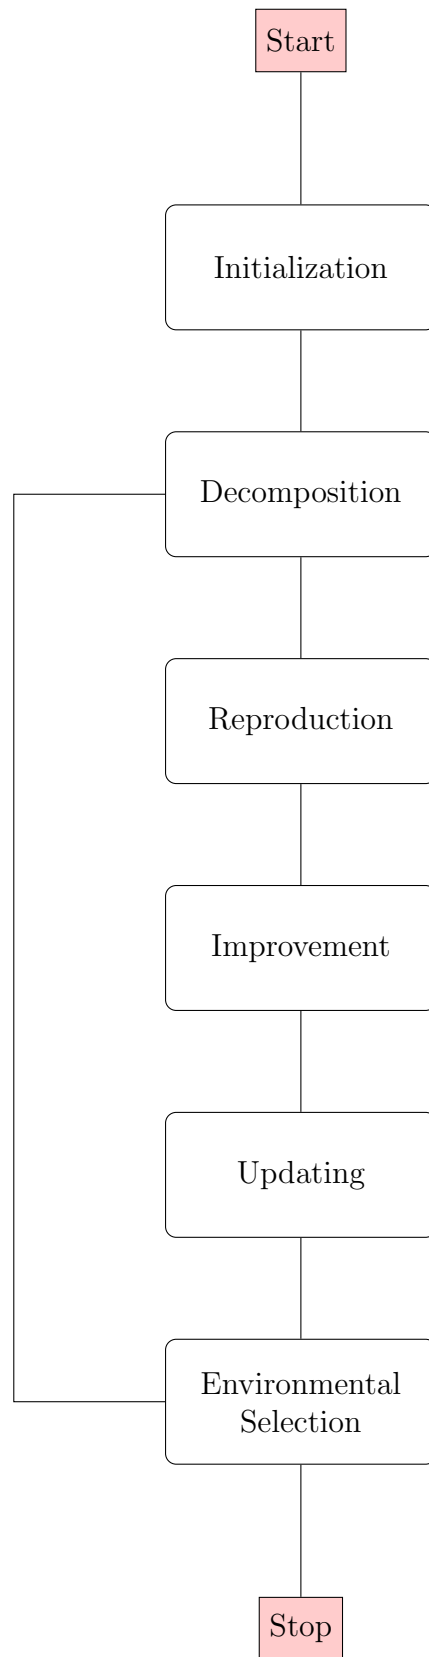 Start
Initialization
Decomposition
Reproduction
Improvement
Updating
Environmental
Selection
Stop